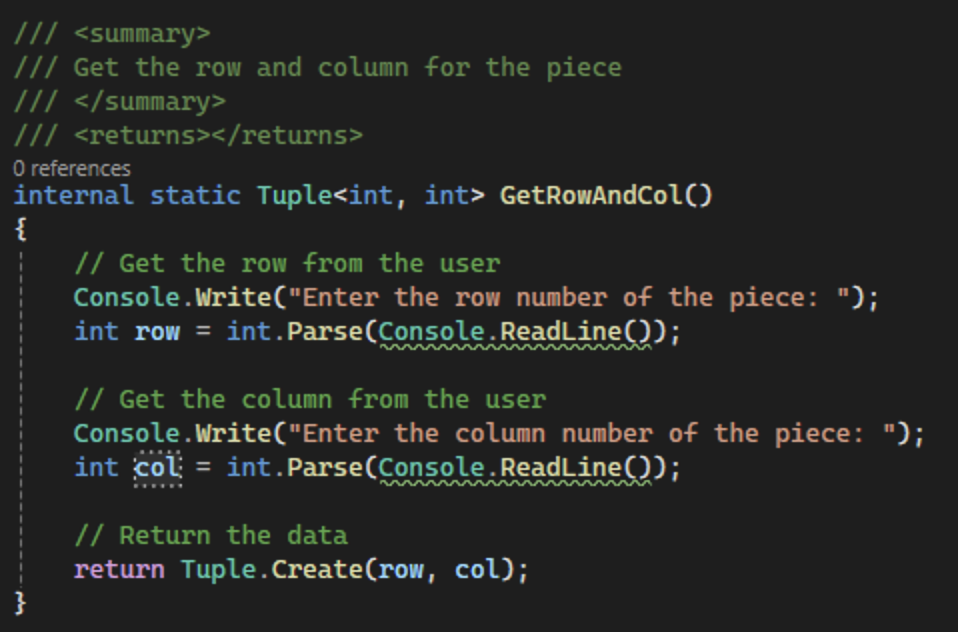 /// <summary>
/// Get the row and column for the piece
/// </summary>
/// <returns></returns>
0 references
internal static Tuple<int, int> GetRowAndCol()
{
    // Get the row from the user
    Console.Write("Enter the row number of the piece: ");
    int row = int.Parse(Console.ReadLine());

    // Get the column from the user
    Console.Write("Enter the column number of the piece: ");
    int col = int.Parse(Console.ReadLine());

    // Return the data
    return Tuple.Create(row, col);
}